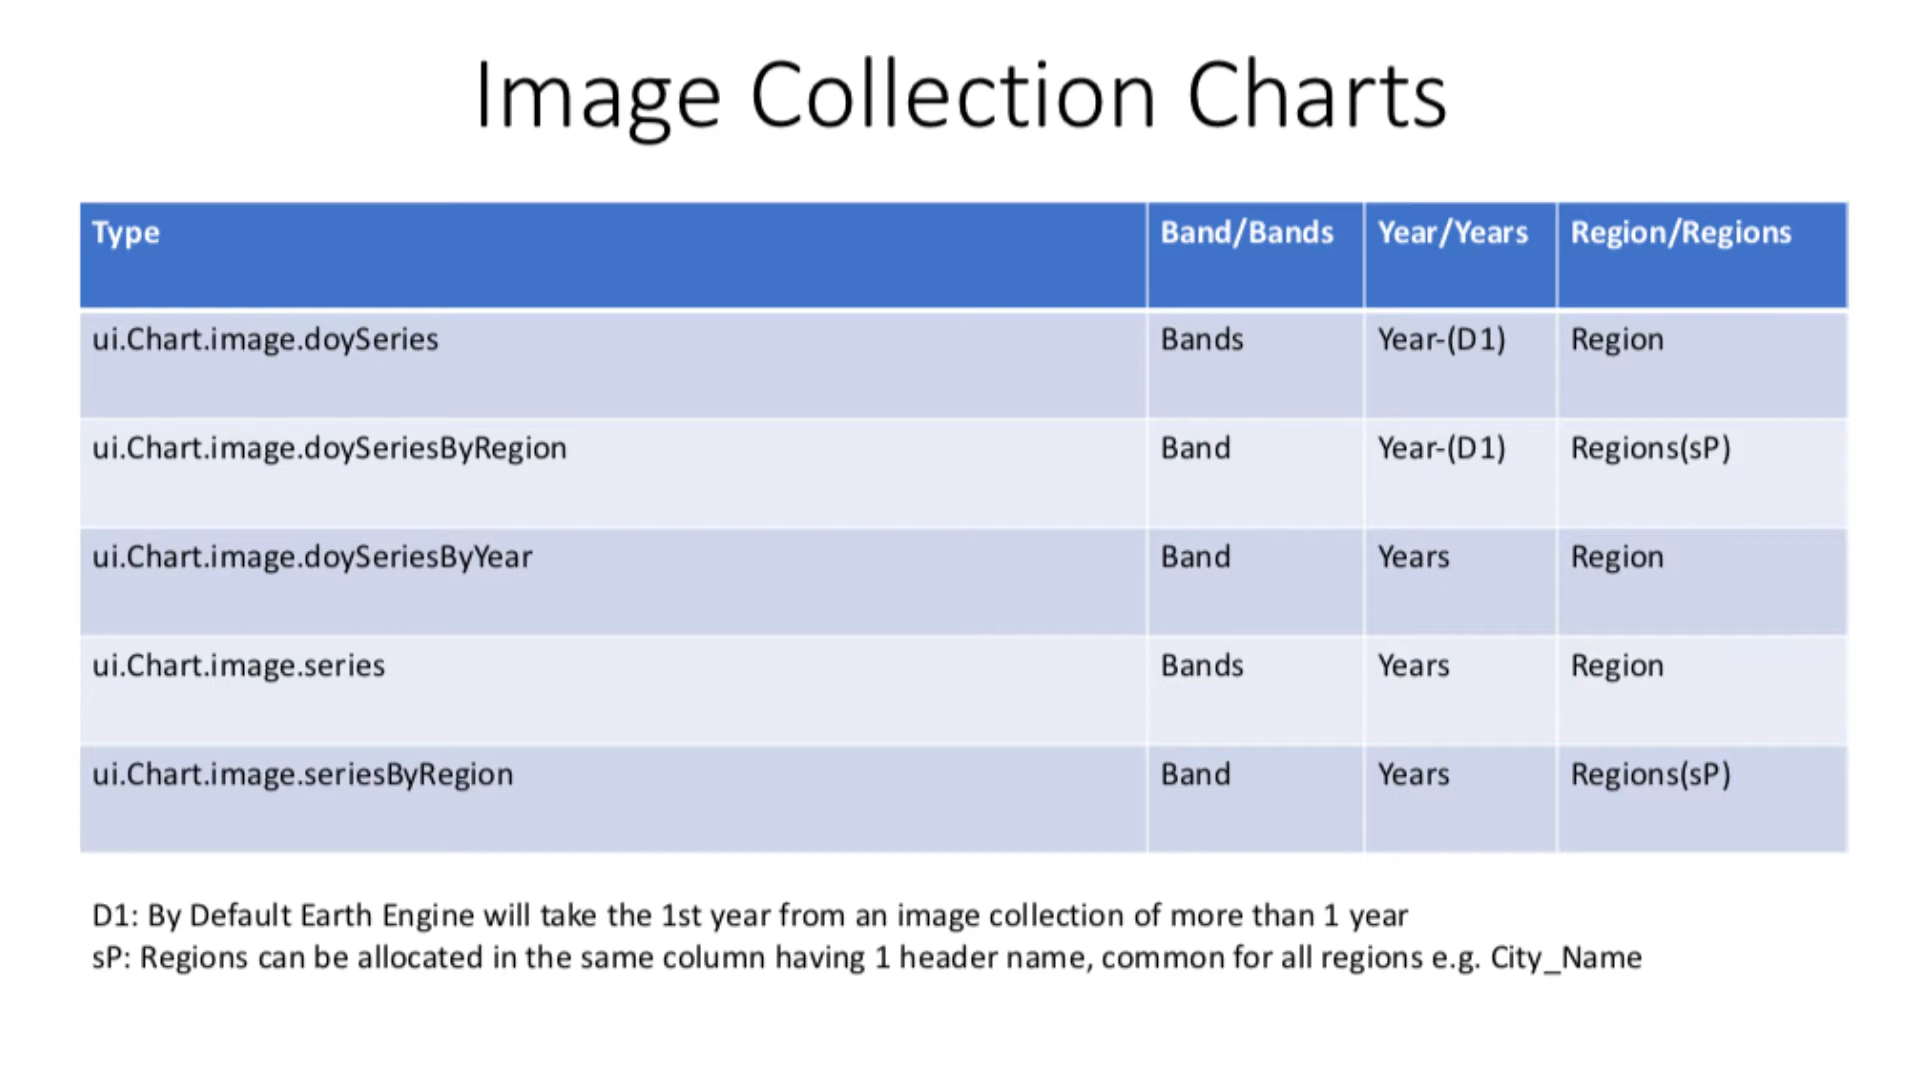 Image Collection Charts
Type Band/Bands Year/Years Region/Regions
ui.Chart.image.doySeries Bands Year-(D1) Region
ui.Chart.image.doySeriesByRegion Band Year-(D1) Regions(sP)
ui.Chart.image.doySeriesByYear Band Years Region
ui.Chart.image.series Bands Years Region
ui.Chart.image.seriesByRegion Band Years Regions(sP)
D1: By Default Earth Engine will take the 1st year from an image collection of more than 1 year
sP: Regions can be allocated in the same column having 1 header name, common for all regions e.g. City_Name